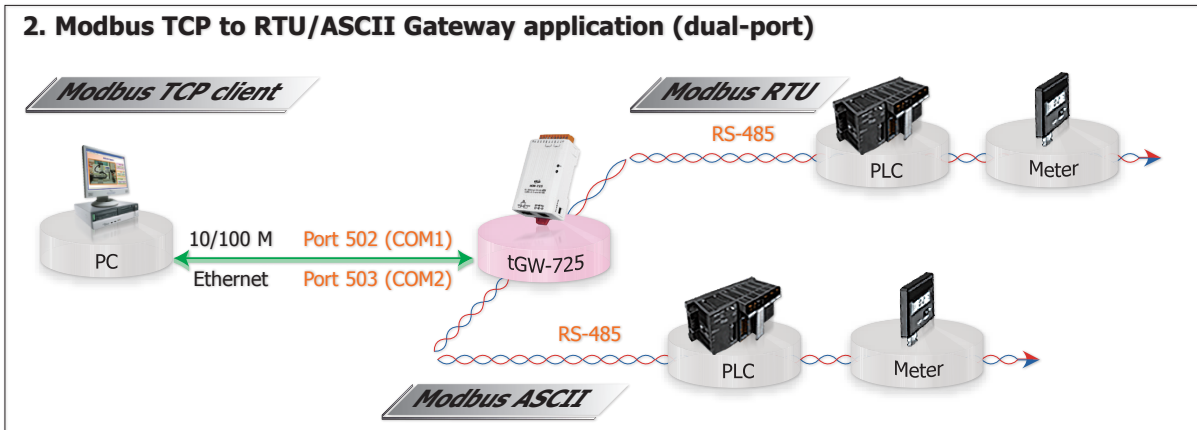 2. Modbus TCP to RTU/ASCII Gateway application (dual-port)
Modbus TCP client
Modbus RTU
RS-485
PLC
Meter
PC
10/100 M
Ethernet
Port 502 (COM1)
Port 503 (COM2)
tGW-725
RS-485
PLC
Meter
Modbus ASCII